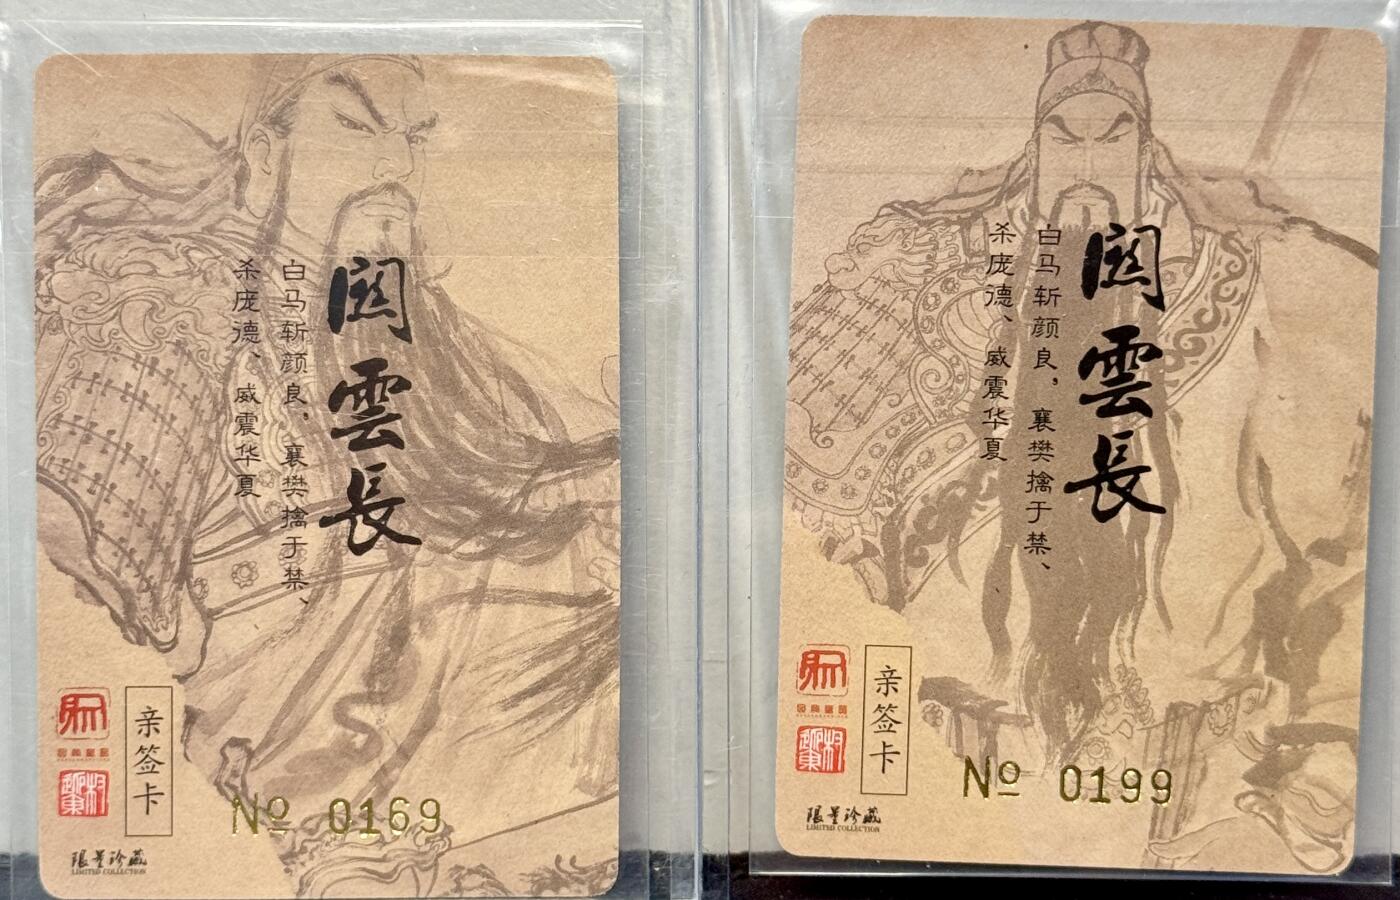 関雲長
白马斩颜良，襄樊擒于禁、
杀庞德、威震华夏
亲签卡
No 0169
限量珍藏
LIMITED COLLECTION
関雲長
白马斩颜良，襄樊擒于禁、
杀庞德、威震华夏
亲签卡
No 0199
限量珍藏
LIMITED COLLECTION